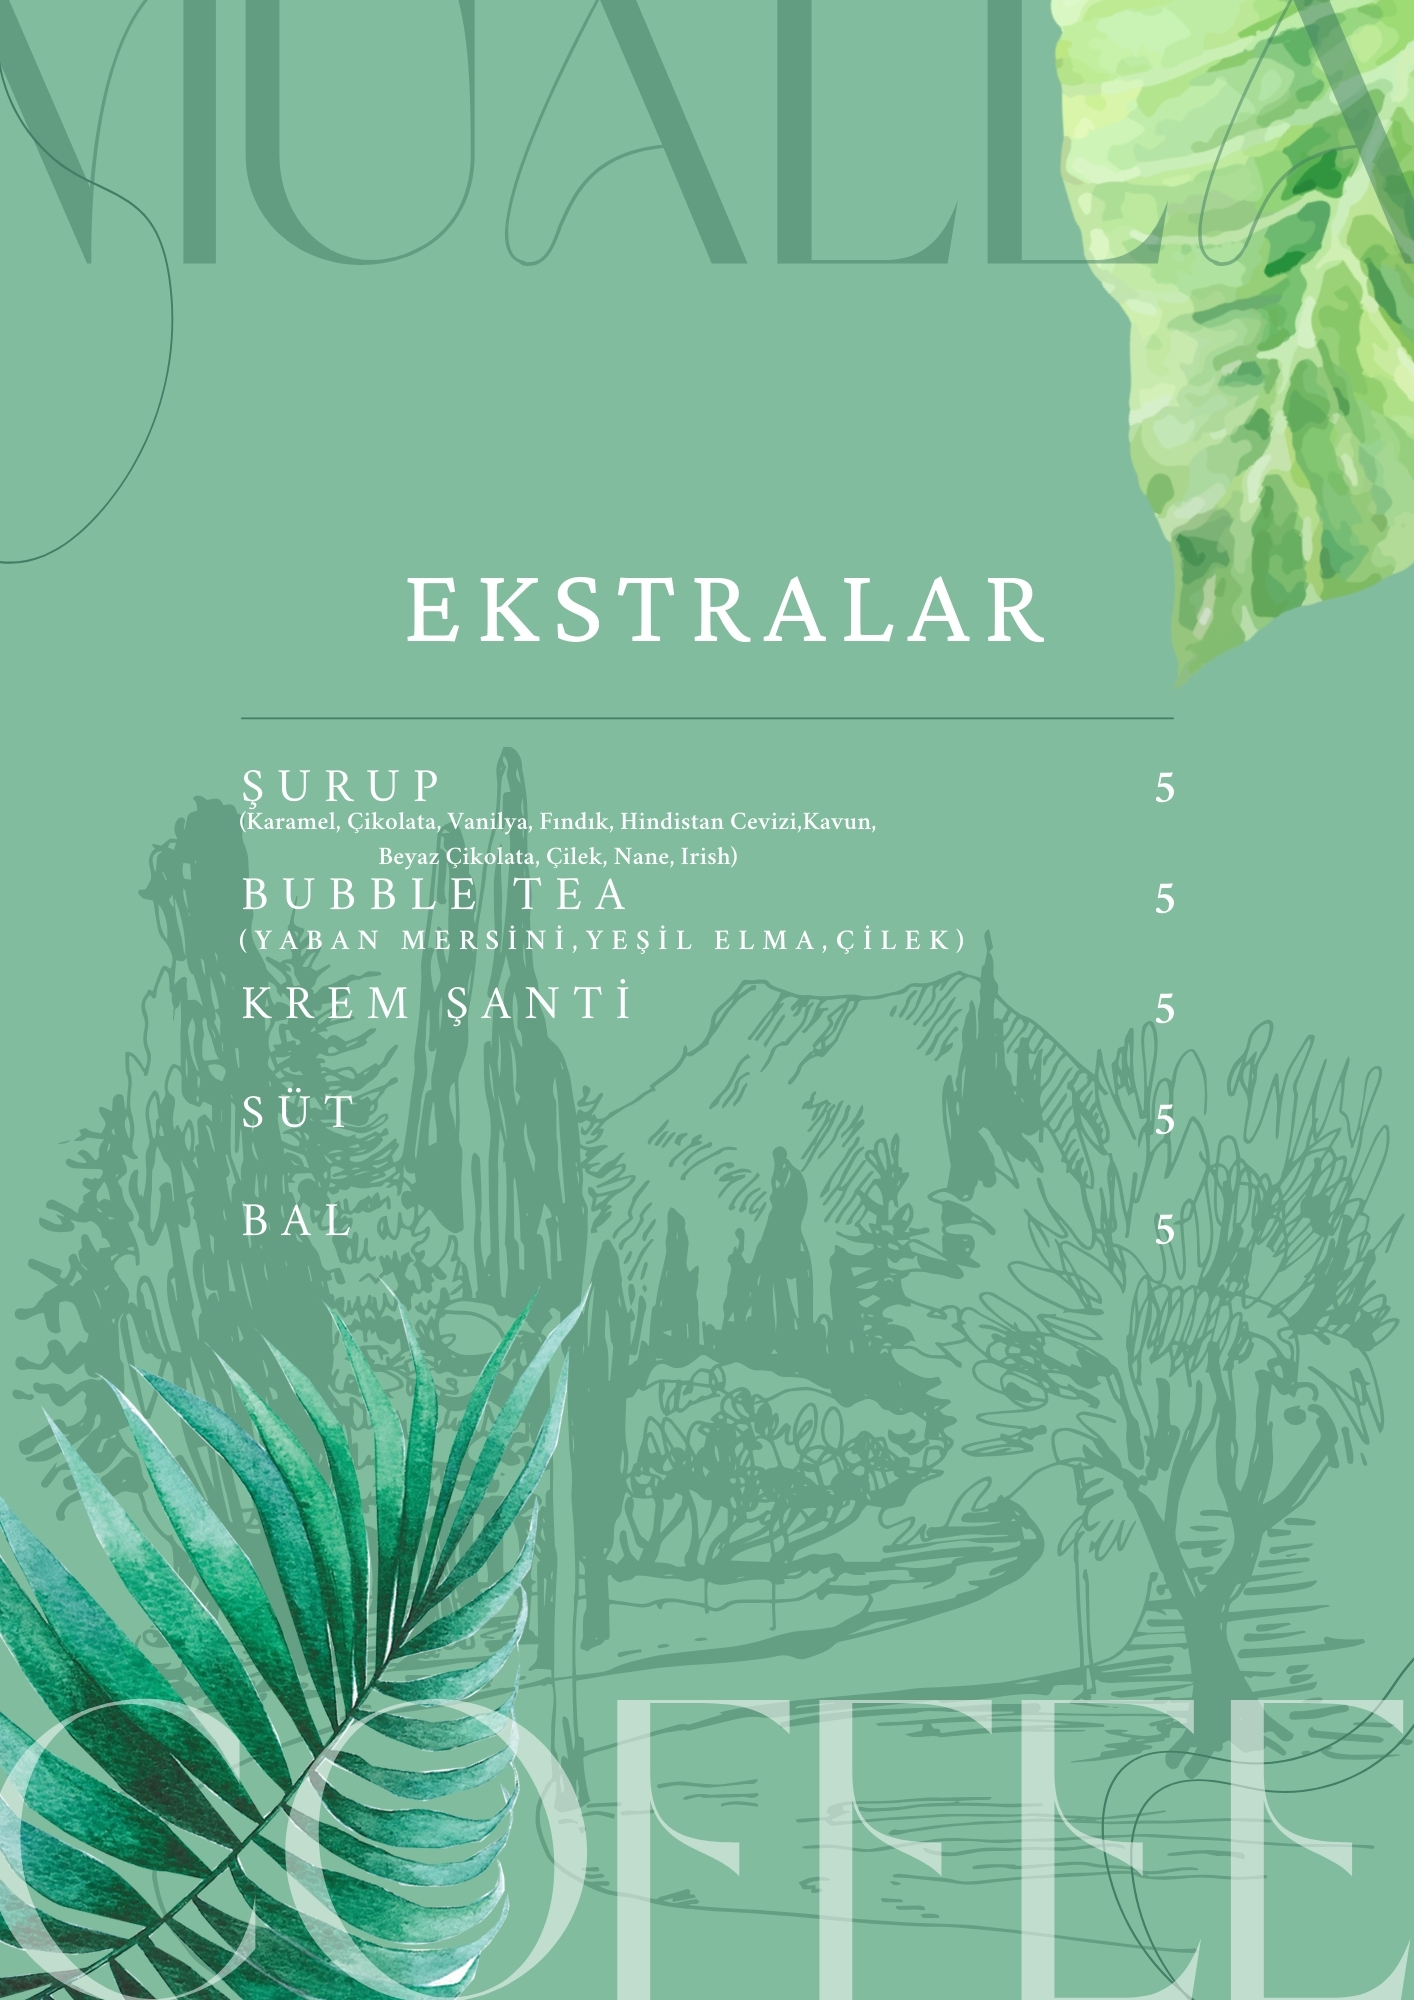 MUALLA
EKSTRALAR
ŞURUP 5
(Karamel, Çikolata, Vanilya, Fındık, Hindistan Cevizi,Kavun,
Beyaz Çikolata, Çilek, Nane, Irish)
BUBBLE TEA 5
(YABAN MERSİNİ,YEŞİL ELMA,ÇİLEK)
KREM ŞANTİ 5
SÜT 5
BAL 5
COFFEE